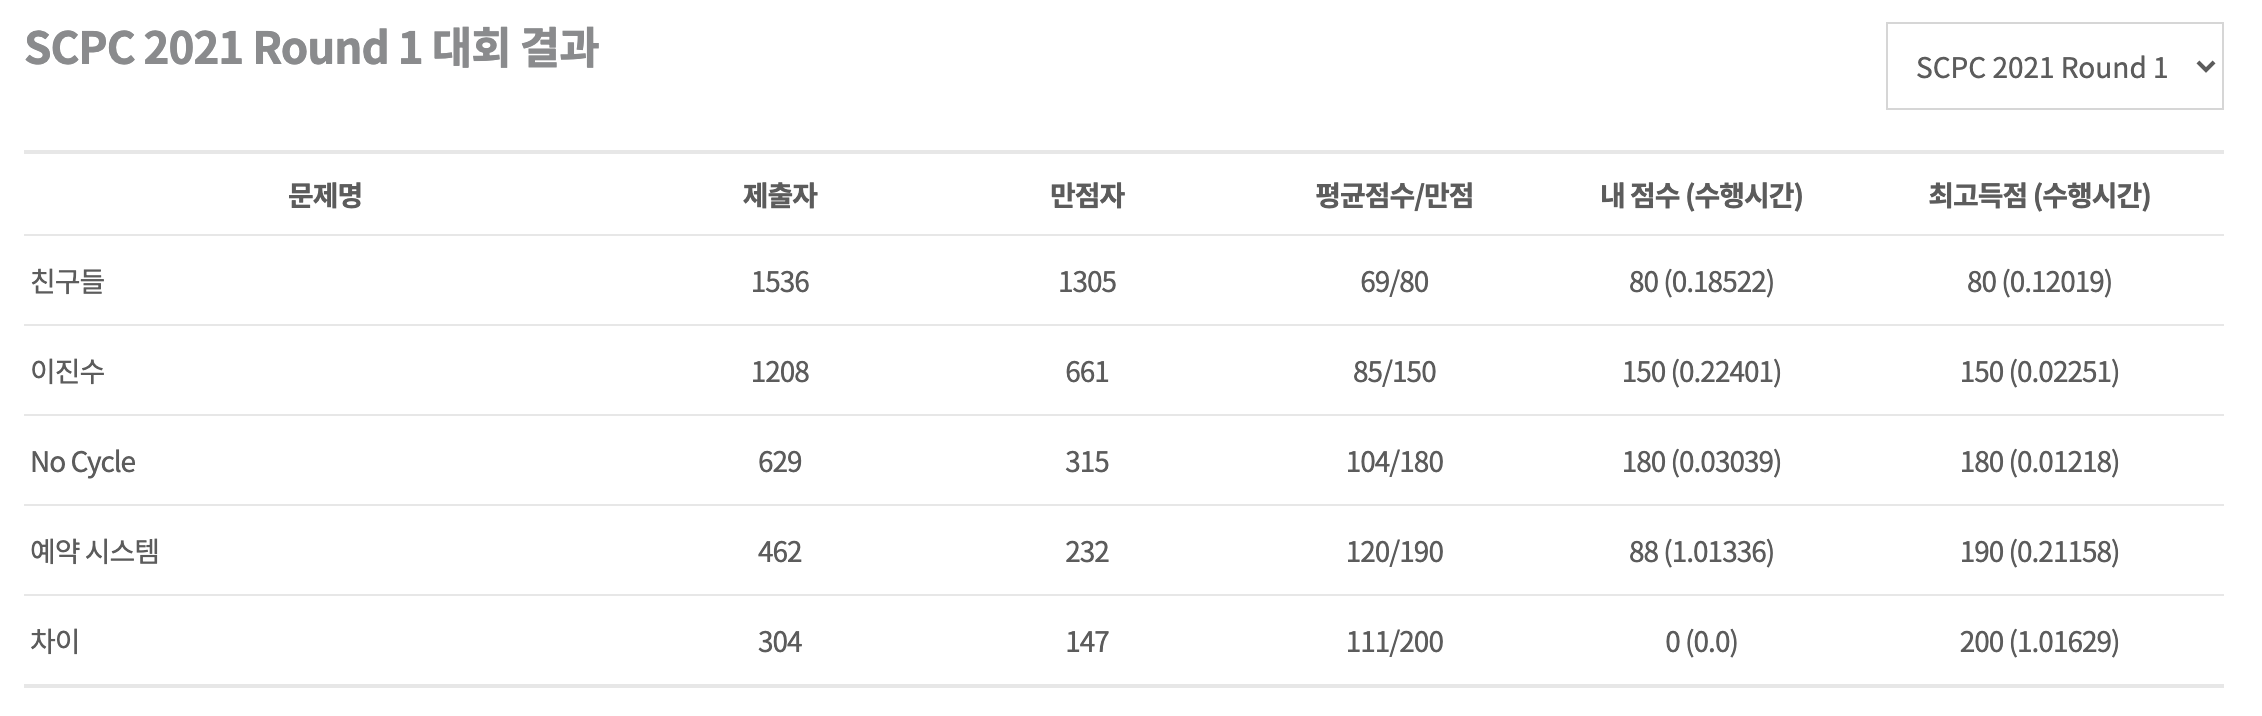 SCPC 2021 Round 1 대회 결과
SCPC 2021 Round 1
문제명 제출자 만점자 평균점수/만점 내 점수 (수행시간) 최고득점 (수행시간)
친구들 1536 1305 69/80 80 (0.18522) 80 (0.12019)
이진수 1208 661 85/150 150 (0.22401) 150 (0.02251)
No Cycle 629 315 104/180 180 (0.03039) 180 (0.01218)
예약 시스템 462 232 120/190 88 (1.01336) 190 (0.21158)
차이 304 147 111/200 0 (0.0) 200 (1.01629)